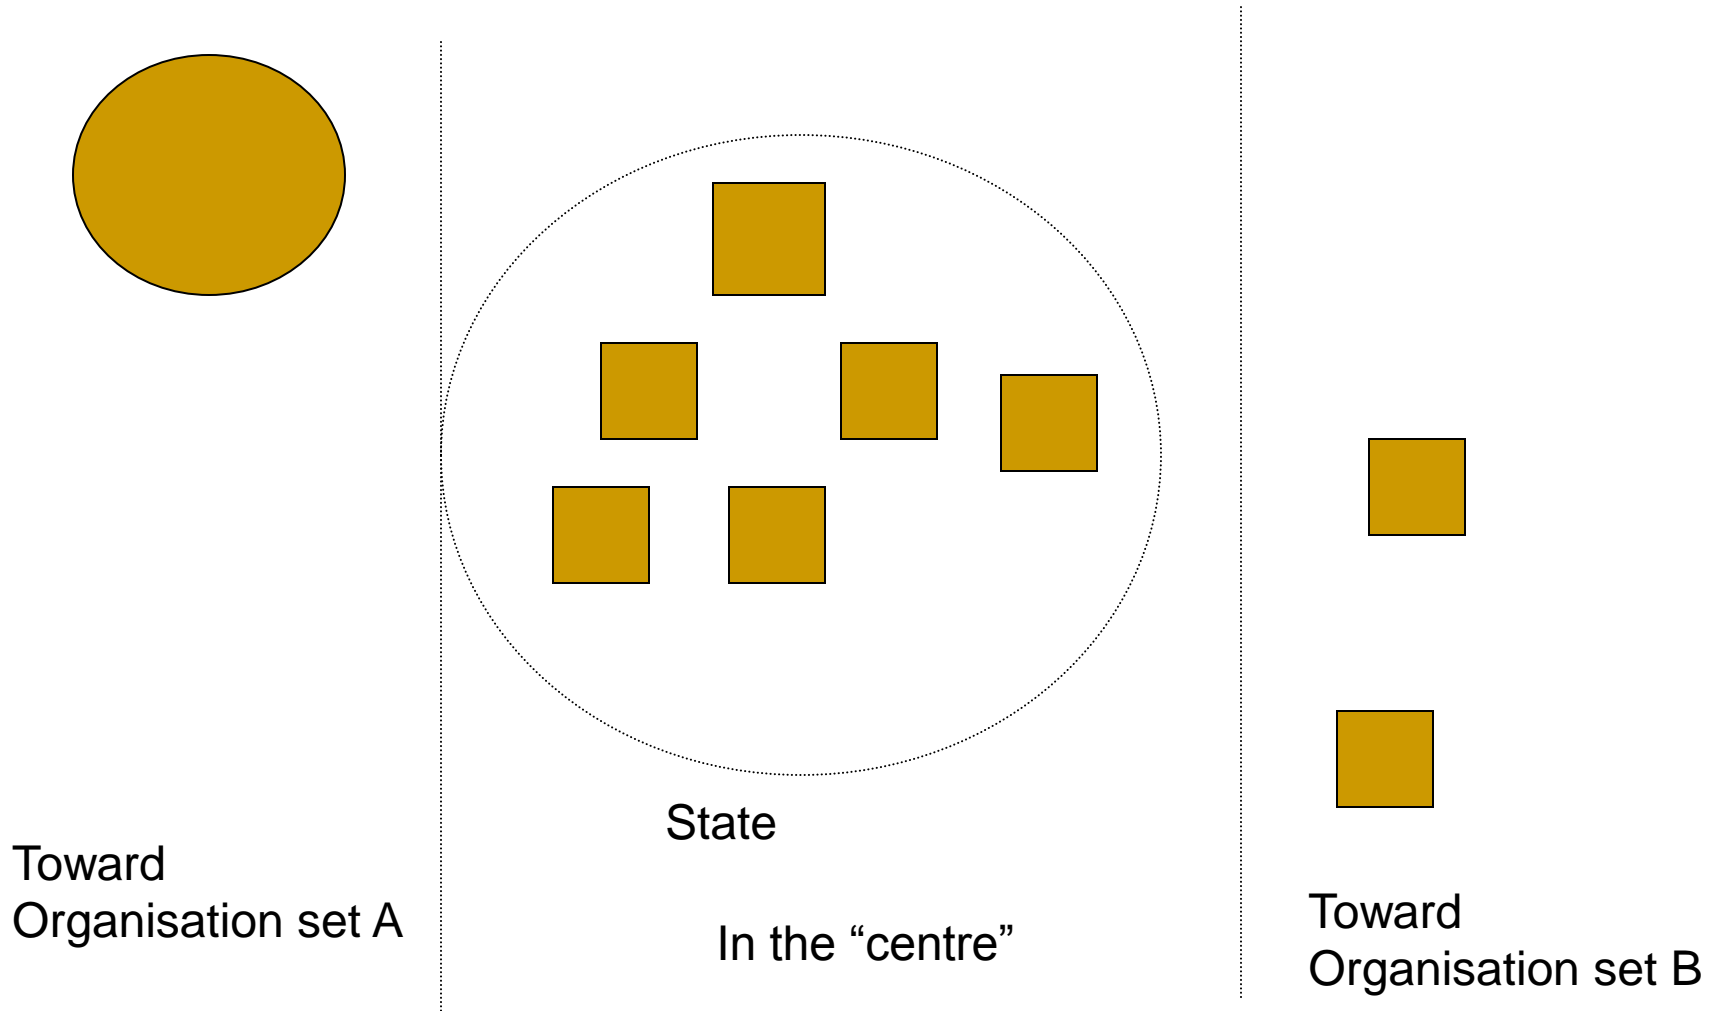 State
Toward
Organisation set A
In the “centre”
Toward
Organisation set B